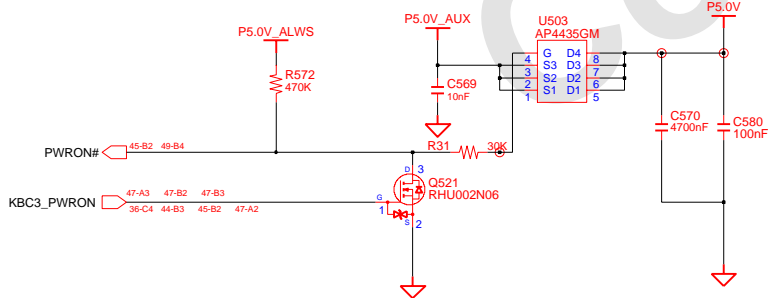 P5.0V_ALWS
P5.0V_AUX
U503
AP4435GM
P5.0V
G
D4
4
8
S3
D3
3
7
S2
D2
2
6
S1
D1
1
5
R572
470K
C569
10nF
C570
4700nF
C580
100nF
PWRON#
45-B2 49-B4
R31
30K
D
3
Q521
RHU002N06
G
1
S
2
KBC3_PWRON
47-A3 47-B2 47-B3
36-C4 44-B3 45-B2 47-A2